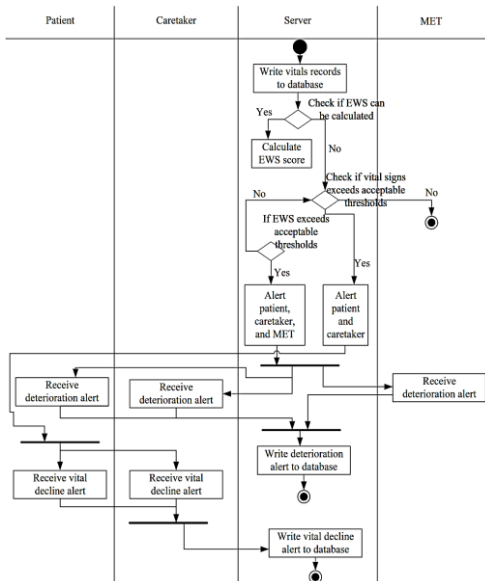 Patient
Caretaker
Server
MET
Write vitals records
to database
Check if EWS can
be calculated
Yes
Calculate
EWS score
No
Check if vital signs
exceeds acceptable
thresholds
No
No
If EWS exceeds
acceptable
thresholds
Yes
Yes
Alert
patient,
caretaker,
and MET
Alert
patient
and
caretaker
Receive
deterioration alert
Receive
deterioration alert
Receive
deterioration alert
Write deterioration
alert to database
Receive vital
decline alert
Receive vital
decline alert
Write vital decline
alert to database